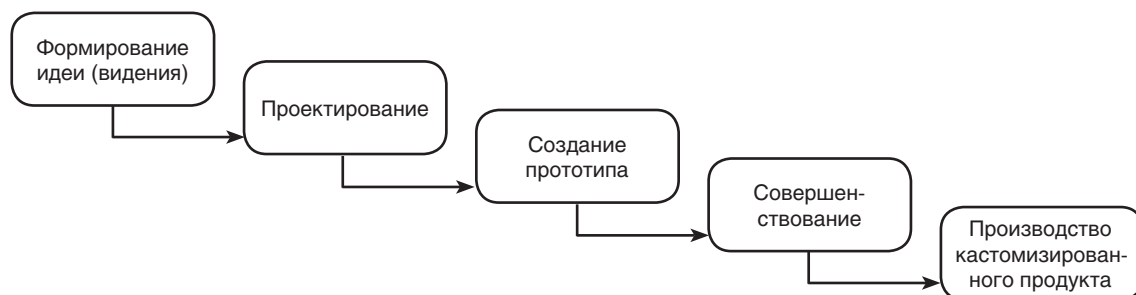 Формирование
идеи (видения)
Проектирование
Создание
прототипа
Совершен-
ствование
Производство
кастомизирован-
ного продукта